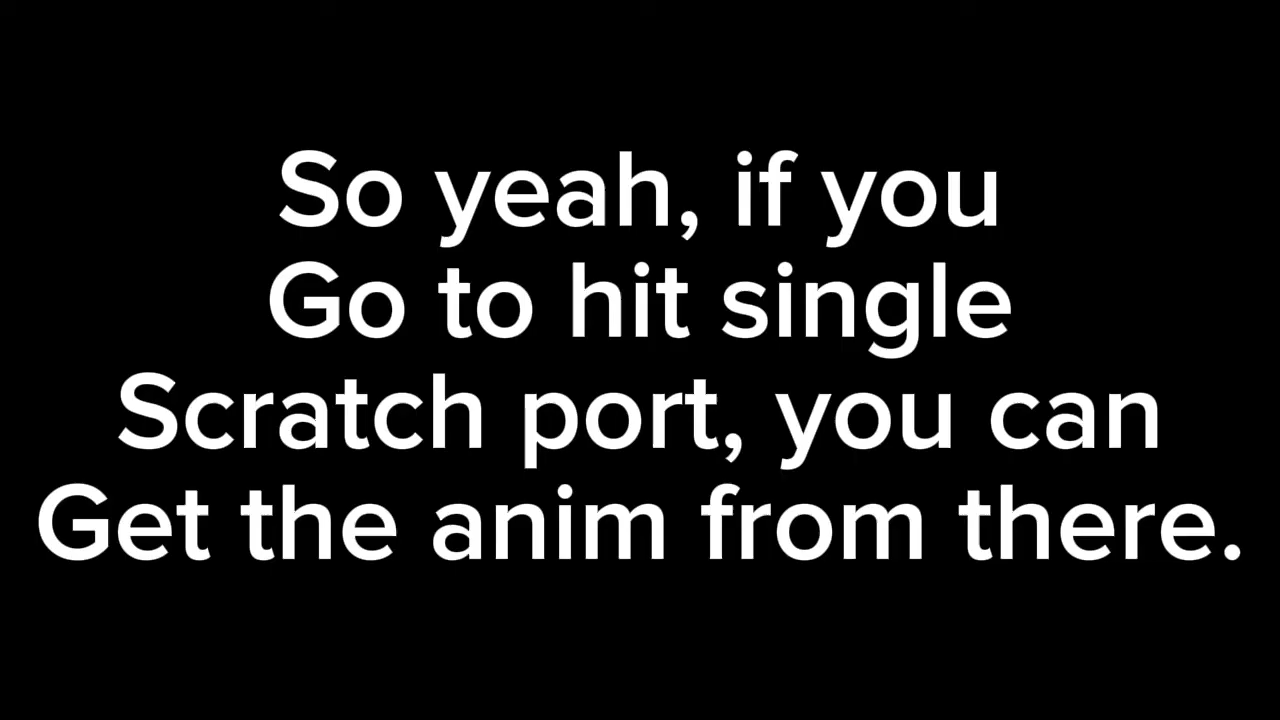 So yeah, if you
Go to hit single
Scratch port, you can
Get the anim from there.